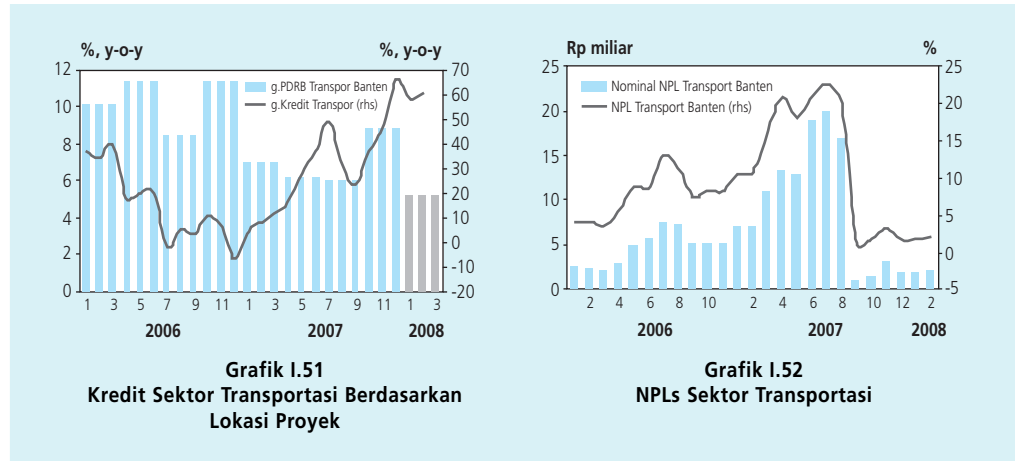 %, y-o-y %, y-o-y
12 70
60
10 50
8 40
30
6 20
4 10
0
2 -10
0 -20
g.PDRB Transpor Banten
g.Kredit Transpor (rhs)
1 3 5 7 9 11 1 3 5 7 9 11 1 3
2006 2007 2008
Grafik I.51
Kredit Sektor Transportasi Berdasarkan
Lokasi Proyek
Rp miliar %
25 25
20 20
15
15 10
10 5
5 0
0 -5
Nominal NPL Transport Banten
NPL Transport Banten (rhs)
2 4 6 8 10 2 4 6 8 10 12 2
2006 2007 2008
Grafik I.52
NPLs Sektor Transportasi